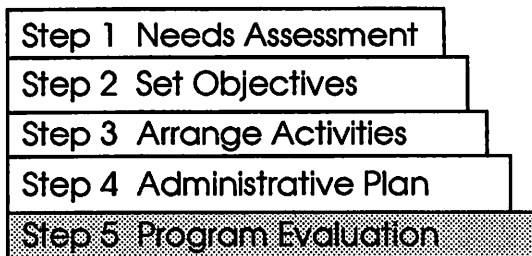 Step 1 Needs Assessment
Step 2 Set Objectives
Step 3 Arrange Activities
Step 4 Administrative Plan
Step 5 Program Evaluation